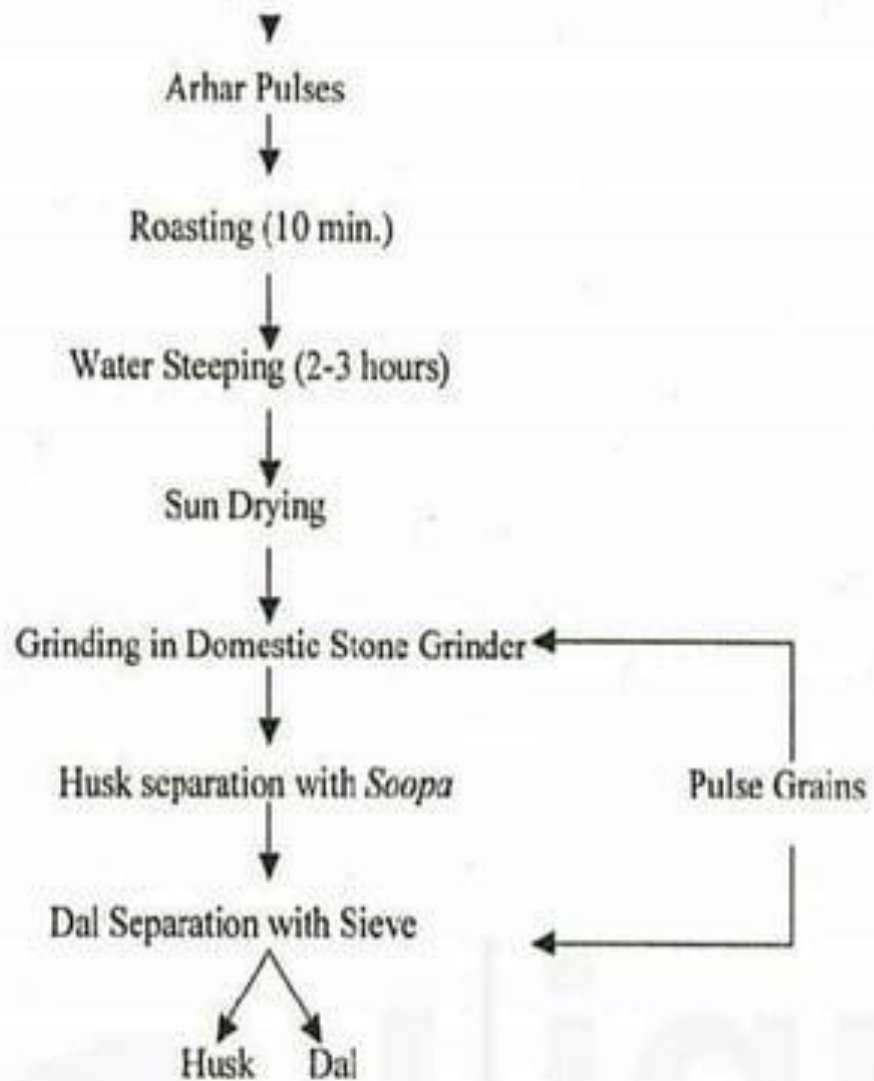 Arhar Pulses
Roasting (10 min.)
Water Steeping (2-3 hours)
Sun Drying
Grinding in Domestic Stone Grinder
Husk separation with Soopa
Pulse Grains
Dal Separation with Sieve
Husk Dal